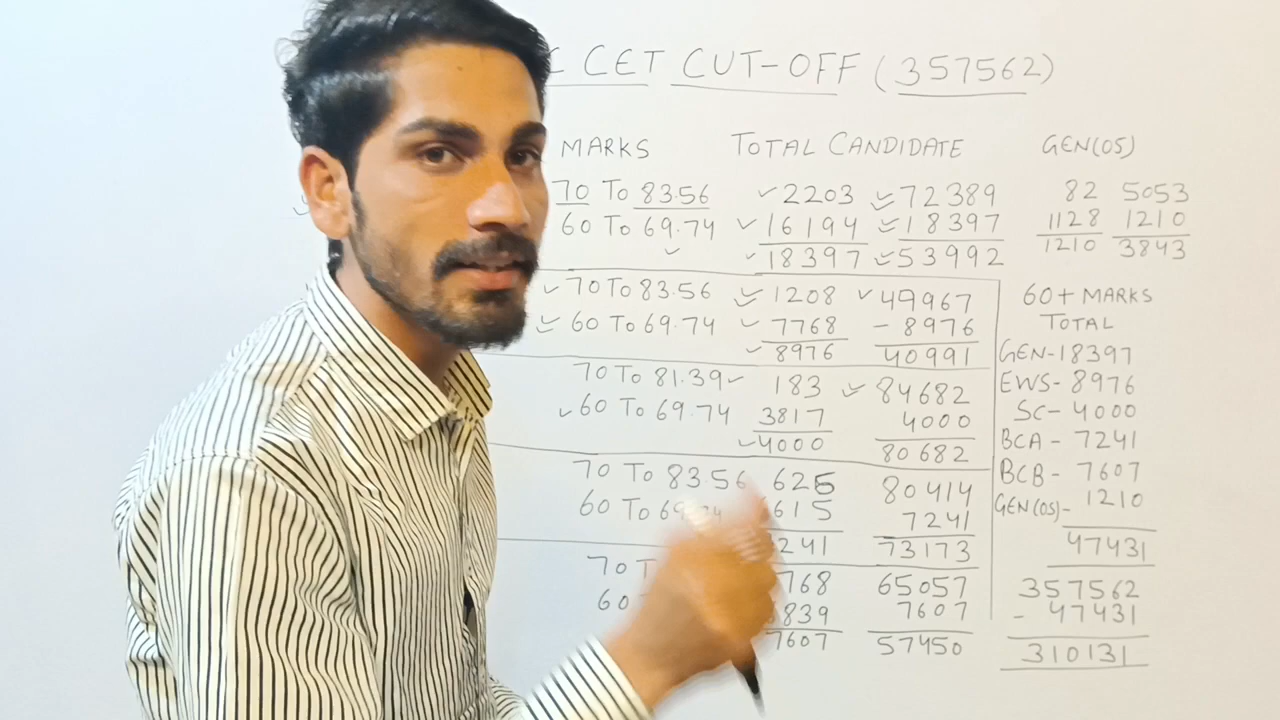 CET CUT-OFF (357562)
MARKS TOTAL CANDIDATE GEN(OS)
70 To 83.56 2203 72389 82 5053
60 To 69.74 16194 18397 1128 1210
18397 53992 1210 3843
70 To 83.56 1208 49967 60+ MARKS
60 To 69.74 7768 - 8976 TOTAL
8976 40991 GEN-18397
70 To 81.39 183 84682 EWS- 8976
60 To 69.74 3817 4000 SC- 4000
4000 80682 BCA - 7241
70 To 83.56 625 80414 BCB- 7607
60 To 615 7241 GEN(OS)- 1210
241 73173 47431
70 768 65057 357562
60 839 7607 - 47431
7607 57450 310131